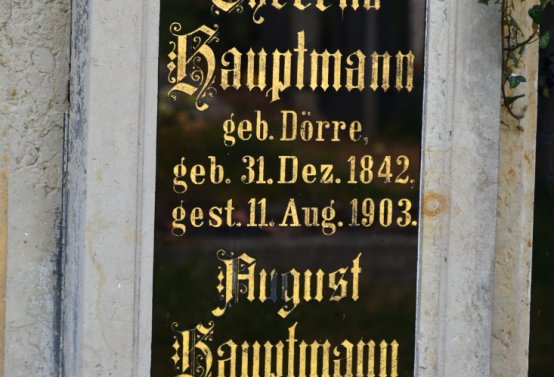 Hauptmann
geb. Dörre,
geb. 31. Dez. 1842.
gest. 11. Aug. 1903.
August
Hauptmann